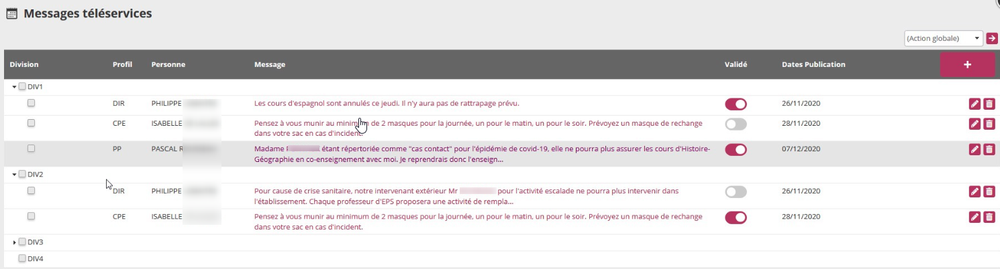 Messages téléservices
(Action globale)
Division Profil Personne Message Validé Dates Publication +
DIV1
DIR PHILIPPE Les cours d'espagnol sont annulés ce jeudi. Il n'y aura pas de rattrapage prévu. 26/11/2020
CPE ISABELLE Pensez à vous munir au minimum de 2 masques pour la journée, un pour le matin, un pour le soir. Prévoyez un masque de rechange 28/11/2020
dans votre sac en cas d'incident.
PP PASCAL R Madame étant répertoriée comme "cas contact" pour l'épidémie de covid-19, elle ne pourra plus assurer les cours d'Histoire- 07/12/2020
Géographie en co-enseignement avec moi. Je reprendrais donc l'enseign...
DIV2
DIR PHILIPPE Pour cause de crise sanitaire, notre intervenant extérieur Mr pour l'activité escalade ne pourra plus intervenir dans 26/11/2020
l'établissement. Chaque professeur d'EPS proposera une activité de rempla...
CPE ISABELLE Pensez à vous munir au minimum de 2 masques pour la journée, un pour le matin, un pour le soir. Prévoyez un masque de rechange 28/11/2020
dans votre sac en cas d'incident.
DIV3
DIV4